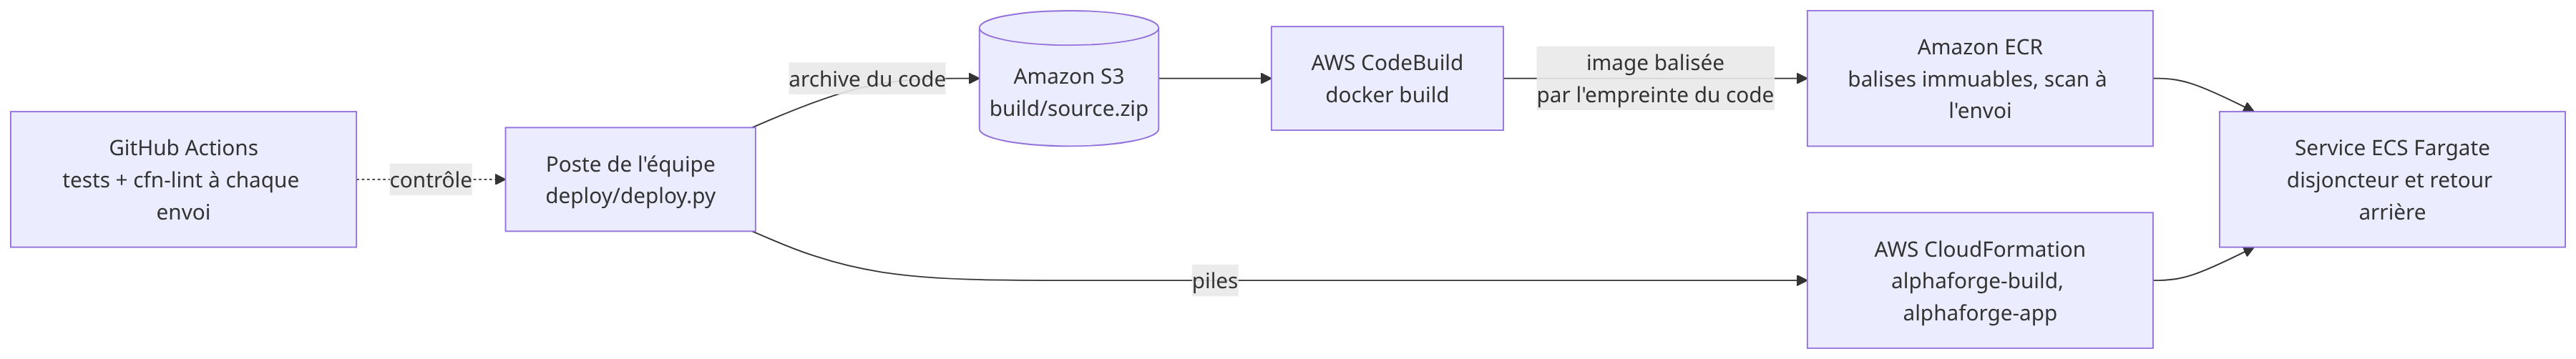 GitHub Actions
tests + cfn-lint à chaque
envoi
contrôle
Poste de l'équipe
deploy/deploy.py
archive du code
piles
Amazon S3
build/source.zip
AWS CodeBuild
docker build
image balisée
par l'empreinte du code
Amazon ECR
balises immuables, scan à
l'envoi
AWS CloudFormation
alphaforge-build,
alphaforge-app
Service ECS Fargate
disjoncteur et retour
arrière